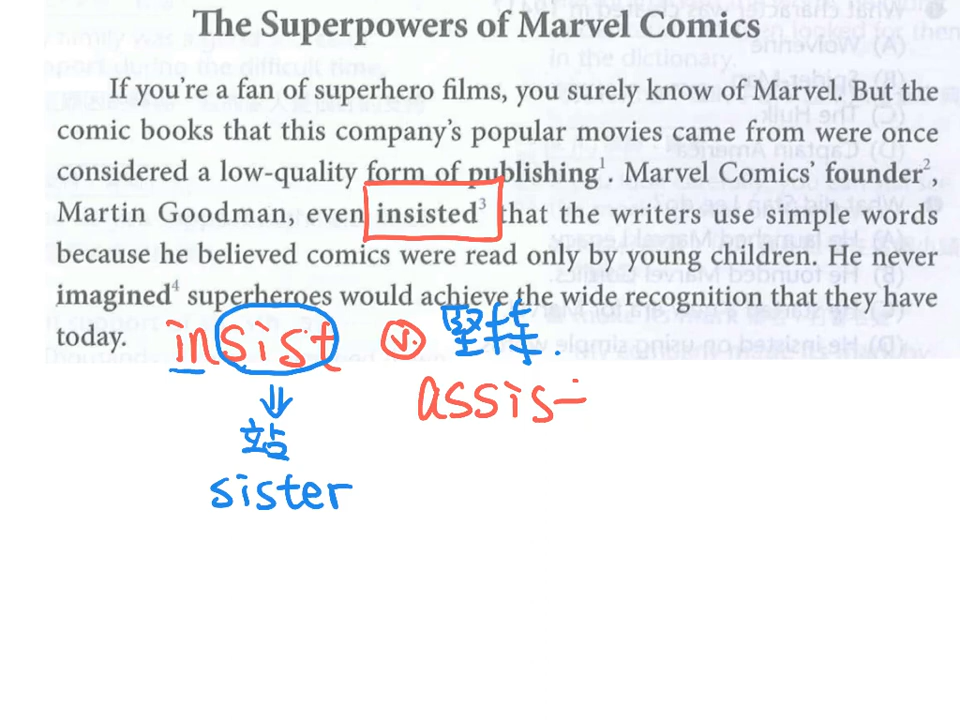 The Superpowers of Marvel Comics
If you're a fan of superhero films, you surely know of Marvel. But the
comic books that this company's popular movies came from were once
considered a low-quality form of publishing¹. Marvel Comics' founder²,
Martin Goodman, even insisted³ that the writers use simple words
because he believed comics were read only by young children. He never
imagined⁴ superheroes would achieve the wide recognition that they have
today.
insist v. 堅持.
assis
站
sister